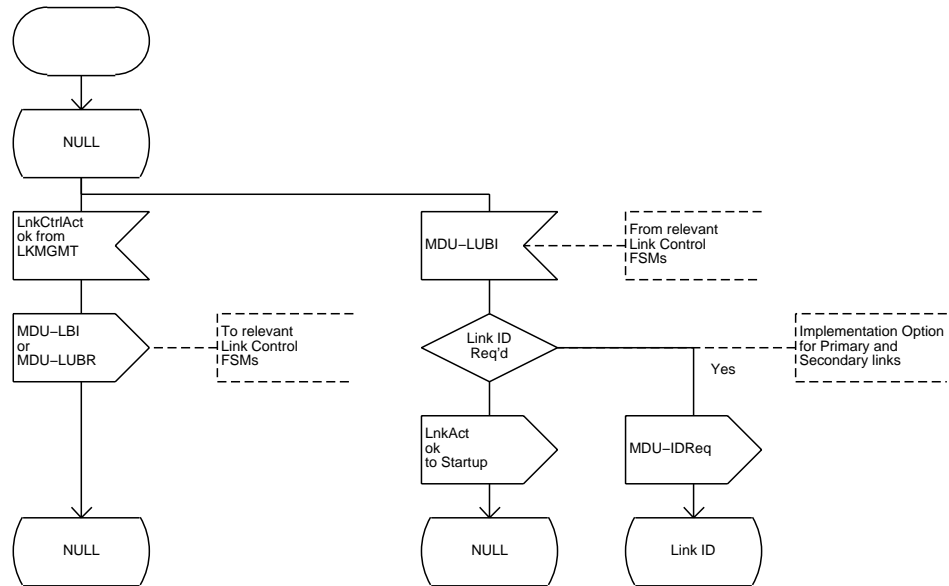 NULL
LnkCtrlAct
ok from
LKMGMT
MDU–LUBI
From relevant
Link Control
FSMs
MDU–LBI
or
MDU–LUBR
To relevant
Link Control
FSMs
Link ID
Req'd
Implementation Option
for Primary and
Secondary links
Yes
LnkAct
ok
to Startup
MDU–IDReq
NULL
NULL
Link ID